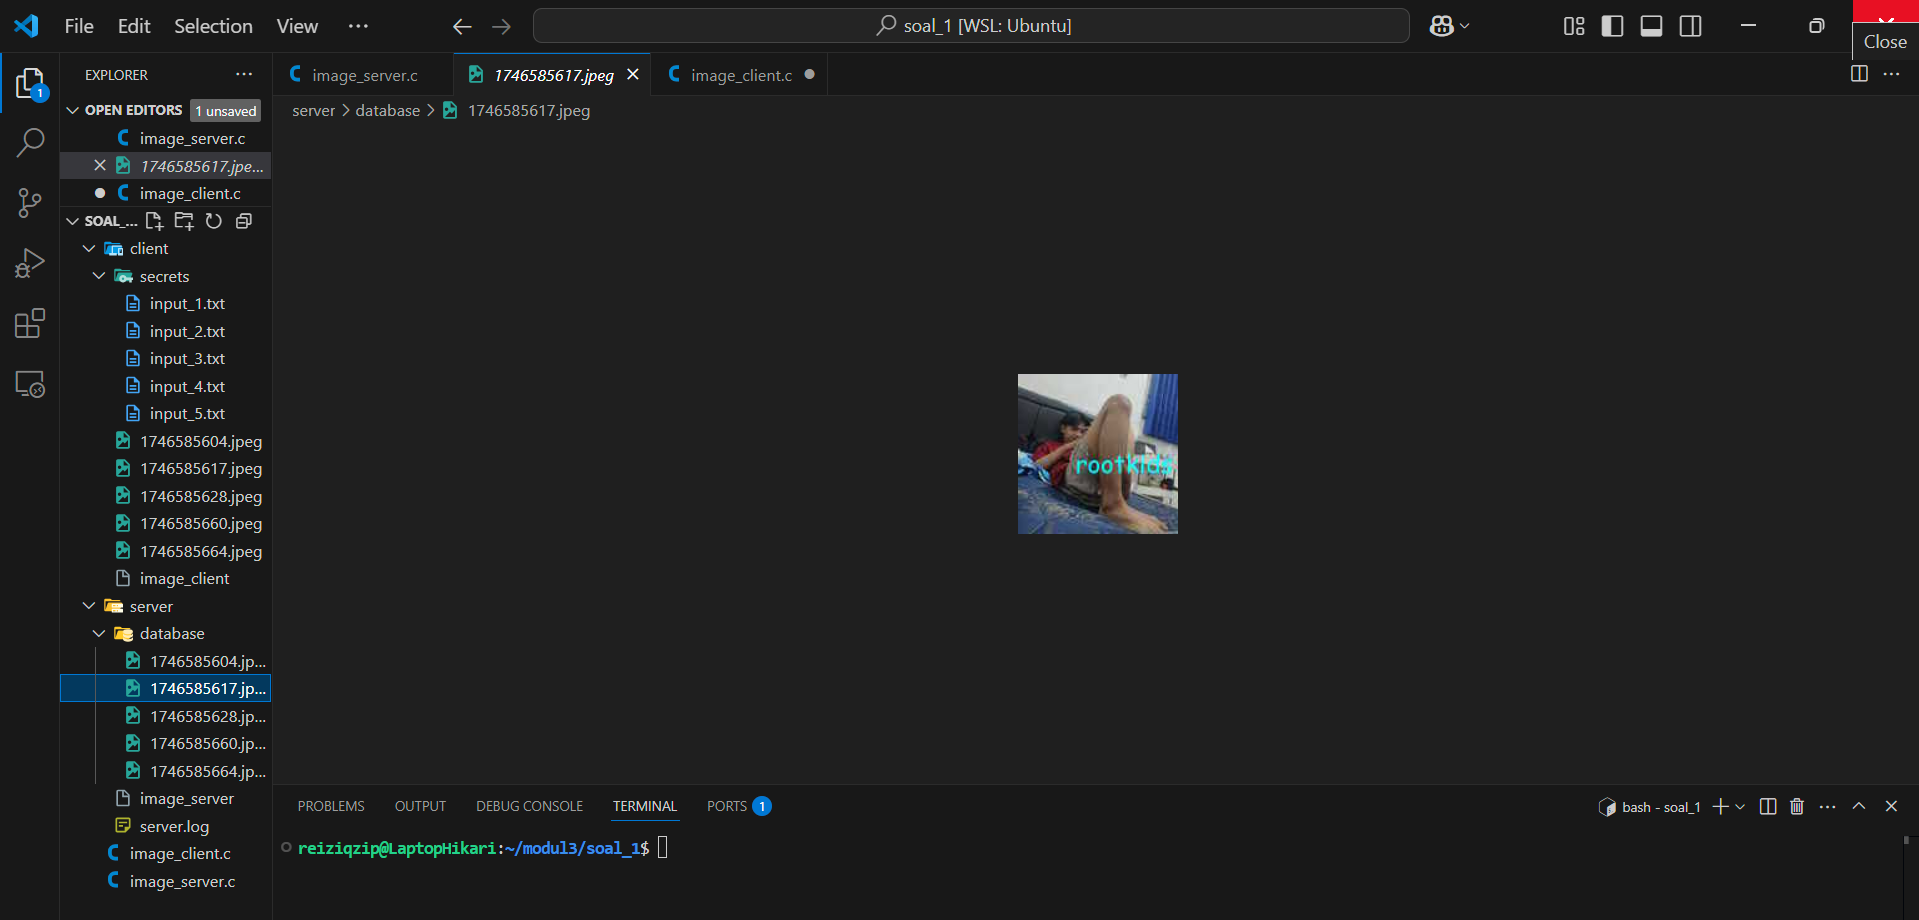 File Edit Selection View
soal_1 [WSL: Ubuntu]
Close
EXPLORER
image_server.c
1746585617.jpeg
image_client.c
OPEN EDITORS 1 unsaved
server database 1746585617.jpeg
image_server.c
1746585617.jpe...
image_client.c
SOAL_...
client
secrets
input_1.txt
input_2.txt
input_3.txt
input_4.txt
input_5.txt
1746585604.jpeg
1746585617.jpeg
1746585628.jpeg
1746585660.jpeg
1746585664.jpeg
image_client
server
database
1746585604.jp...
1746585617.jp...
1746585628.jp...
1746585660.jp...
1746585664.jp...
image_server
server.log
image_client.c
image_server.c
rootkids
PROBLEMS OUTPUT DEBUG CONSOLE TERMINAL PORTS 1
bash - soal_1
reiziqzip@LaptopHikari:~/modul3/soal_1$
1